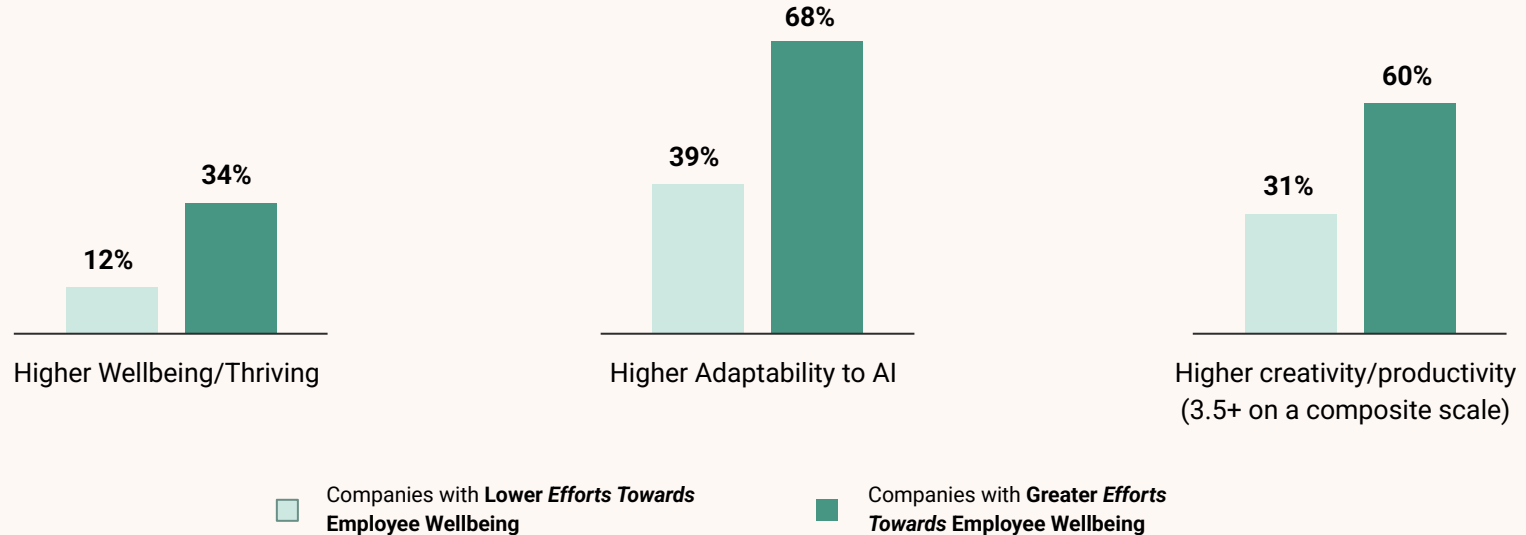 12%
34%
Higher Wellbeing/Thriving
39%
68%
Higher Adaptability to AI
31%
60%
Higher creativity/productivity
(3.5+ on a composite scale)
Companies with Lower Efforts Towards
Employee Wellbeing
Companies with Greater Efforts
Towards Employee Wellbeing